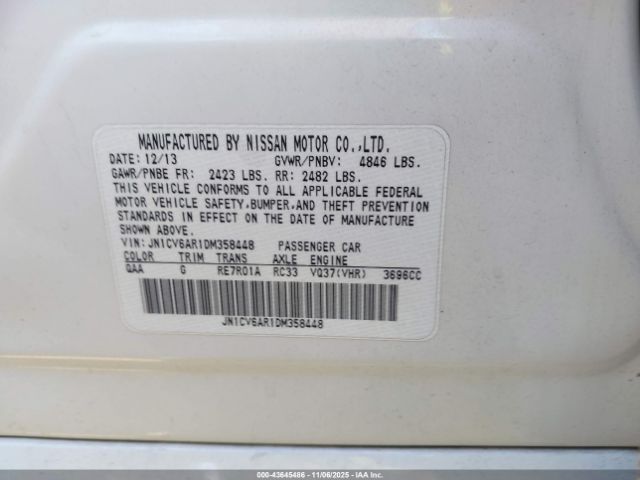 MANUFACTURED BY NISSAN MOTOR CO.,LTD.
DATE: 12/13 GVWR/PNBV: 4846 LBS.
GAWR/PNBE FR: 2423 LBS. RR: 2482 LBS.
THIS VEHICLE CONFORMS TO ALL APPLICABLE FEDERAL
MOTOR VEHICLE SAFETY,BUMPER,AND THEFT PREVENTION
STANDARDS IN EFFECT ON THE DATE OF MANUFACTURE
SHOWN ABOVE.
VIN: JN1CV6AR1DM358448 PASSENGER CAR
COLOR TRIM TRANS AXLE ENGINE
QAA G RE7R01A RC33 VQ37(VHR) 3696CC
JN1CV6AR1DM358448
000-43645486 - 11/06/2025 - IAA Inc.